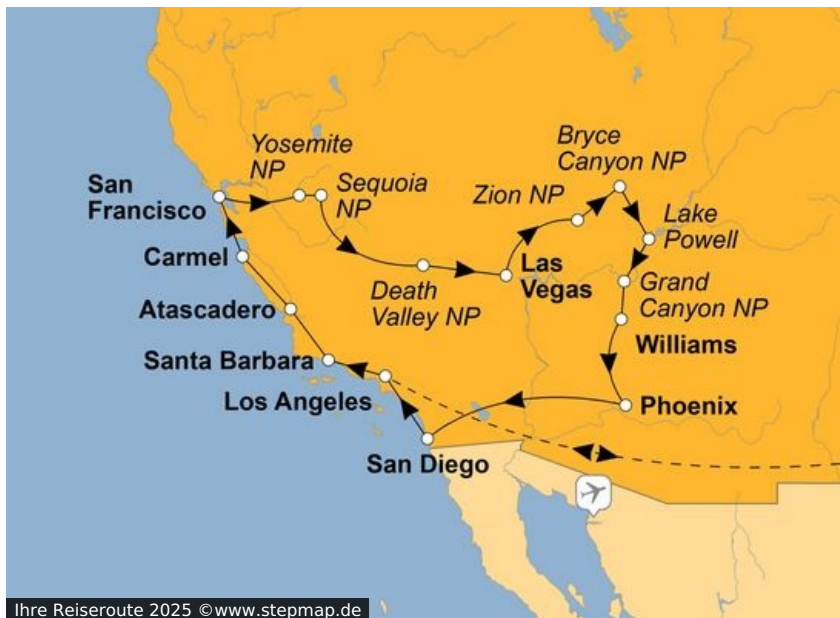 Yosemite
NP
San
Francisco
Sequoia
NP
Bryce
Canyon NP
Zion NP
Lake
Powell
Carmel
Las
Vegas
Grand
Canyon NP
Death
Valley NP
Atascadero
Williams
Santa Barbara
Los Angeles
Phoenix
San Diego
Ihre Reiseroute 2025 ©www.stepmap.de